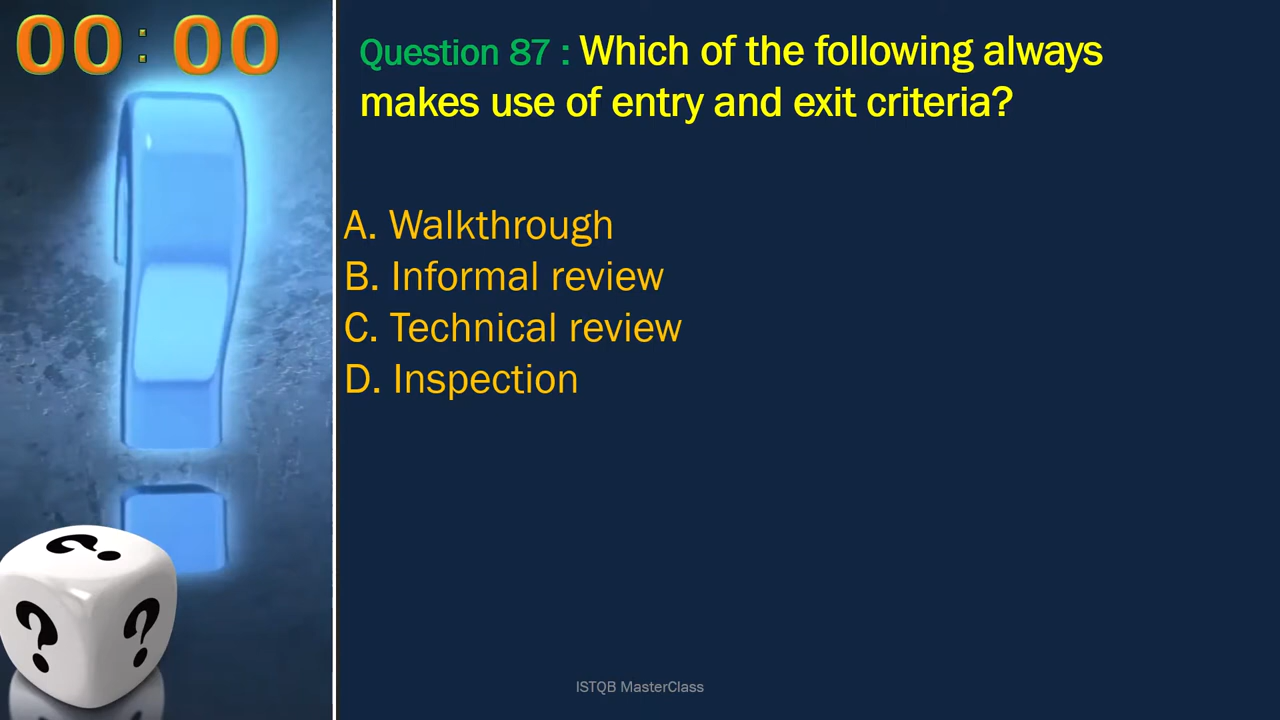 00:00
Question 87 : Which of the following always
makes use of entry and exit criteria?
A. Walkthrough
B. Informal review
C. Technical review
D. Inspection
? ? ?
ISTQB MasterClass